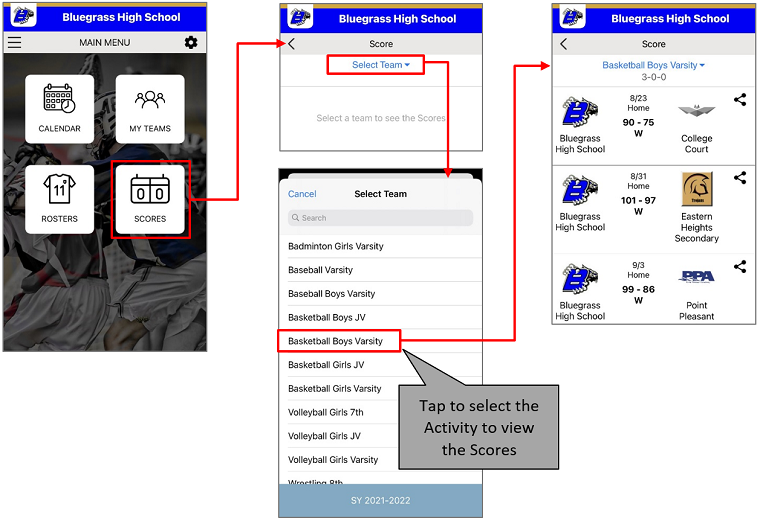 Bluegrass High School
MAIN MENU
CALENDAR
MY TEAMS
11
ROSTERS
0 0
SCORES
Bluegrass High School
Score
Select Team
Select a team to see the Scores
Cancel
Select Team
Search
Badminton Girls Varsity
Baseball Varsity
Baseball Boys Varsity
Basketball Boys JV
Basketball Boys Varsity
Basketball Girls JV
Basketball Girls Varsity
Volleyball Girls 7th
Volleyball Girls JV
Volleyball Girls Varsity
Wrestling 8th
SY 2021-2022
Tap to select the
Activity to view
the Scores
Bluegrass High School
Score
Basketball Boys Varsity
3-0-0
8/23
Home
90 - 75
W
Bluegrass
High School
College
Court
8/31
Home
101 - 97
W
Bluegrass
High School
Trojans
Eastern
Heights
Secondary
9/3
Home
99 - 86
W
Bluegrass
High School
PPA
Point
Pleasant